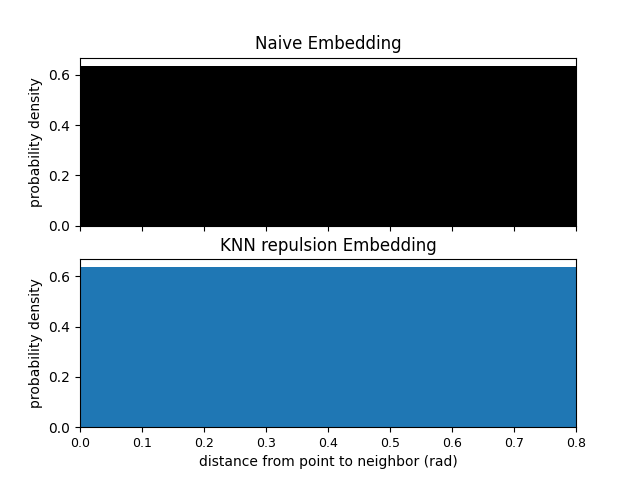 Naive Embedding
probability density
0.6
0.4
0.2
0.0
KNN repulsion Embedding
probability density
0.6
0.4
0.2
0.0
0.0 0.1 0.2 0.3 0.4 0.5 0.6 0.7 0.8
distance from point to neighbor (rad)